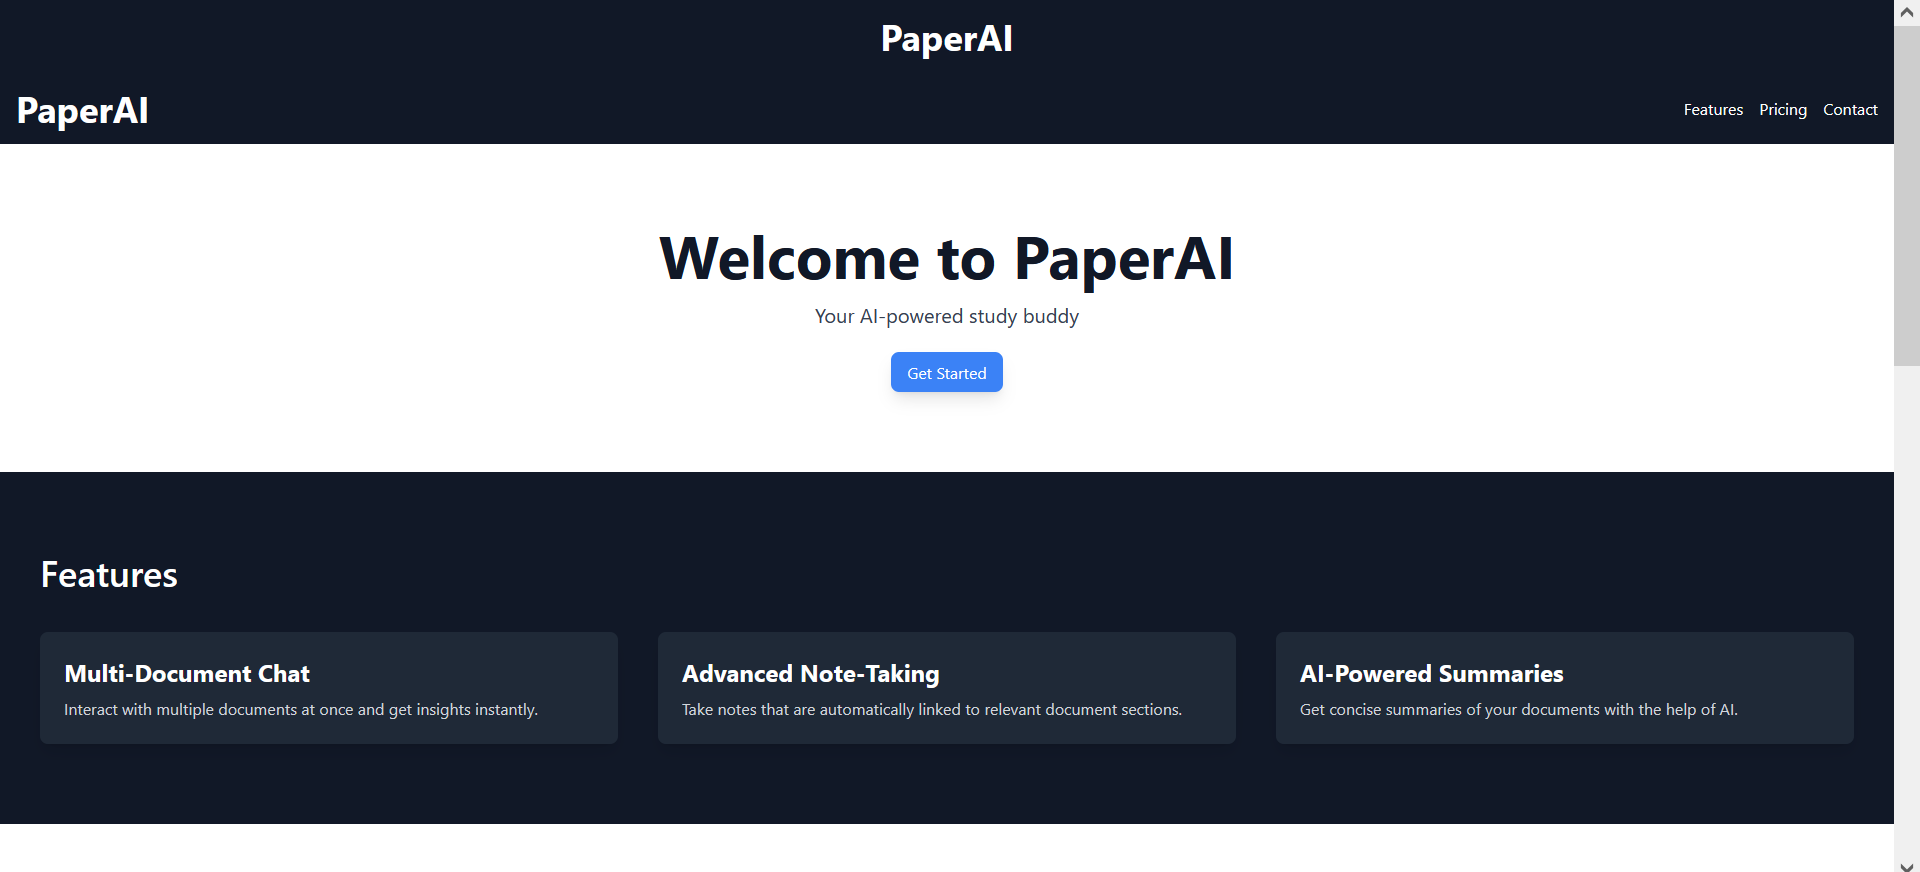 PaperAI
PaperAI
Features Pricing Contact
Welcome to PaperAI
Your AI-powered study buddy
Get Started
Features
Multi-Document Chat
Interact with multiple documents at once and get insights instantly.
Advanced Note-Taking
Take notes that are automatically linked to relevant document sections.
AI-Powered Summaries
Get concise summaries of your documents with the help of AI.